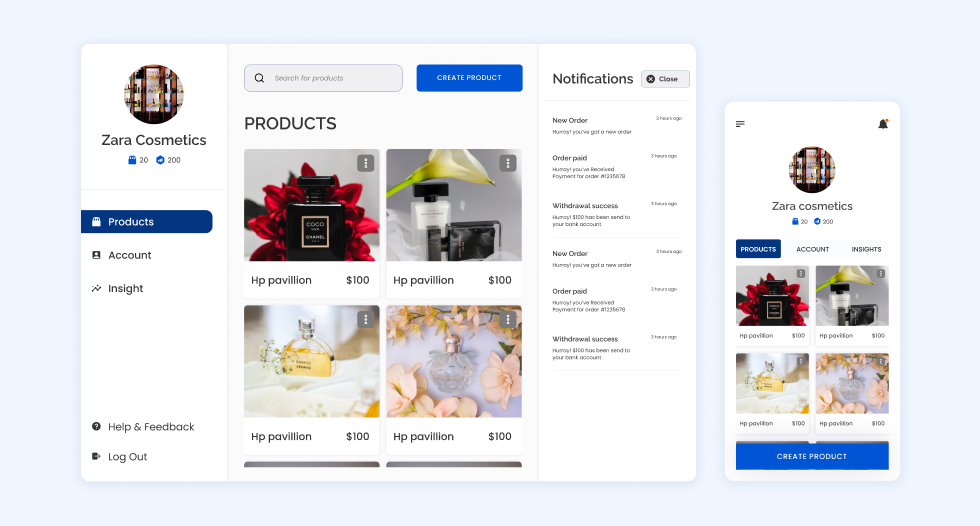 Zara Cosmetics
20 200
Products
Account
Insight
Help & Feedback
Log Out
Search for products
CREATE PRODUCT
PRODUCTS
COCO
CHANEL
Hp pavillion $100
Hp pavillion $100
Hp pavillion $100
Hp pavillion $100
Notifications
Close
New Order 3 hours ago
Hurray! you've got a new order
Order paid 3 hours ago
Hurray! you've Received
Payment for order #1235678
Withdrawal success 3 hours ago
Hurray! $100 has been send to
your bank account
New Order 3 hours ago
Hurray! you've got a new order
Order paid 3 hours ago
Hurray! you've Received
Payment for order #1235678
Withdrawal success 3 hours ago
Hurray! $100 has been send to
your bank account
Zara cosmetics
20 200
PRODUCTS ACCOUNT INSIGHTS
Hp pavillion $100 Hp pavillion $100
Hp pavillion $100 Hp pavillion $100
CREATE PRODUCT